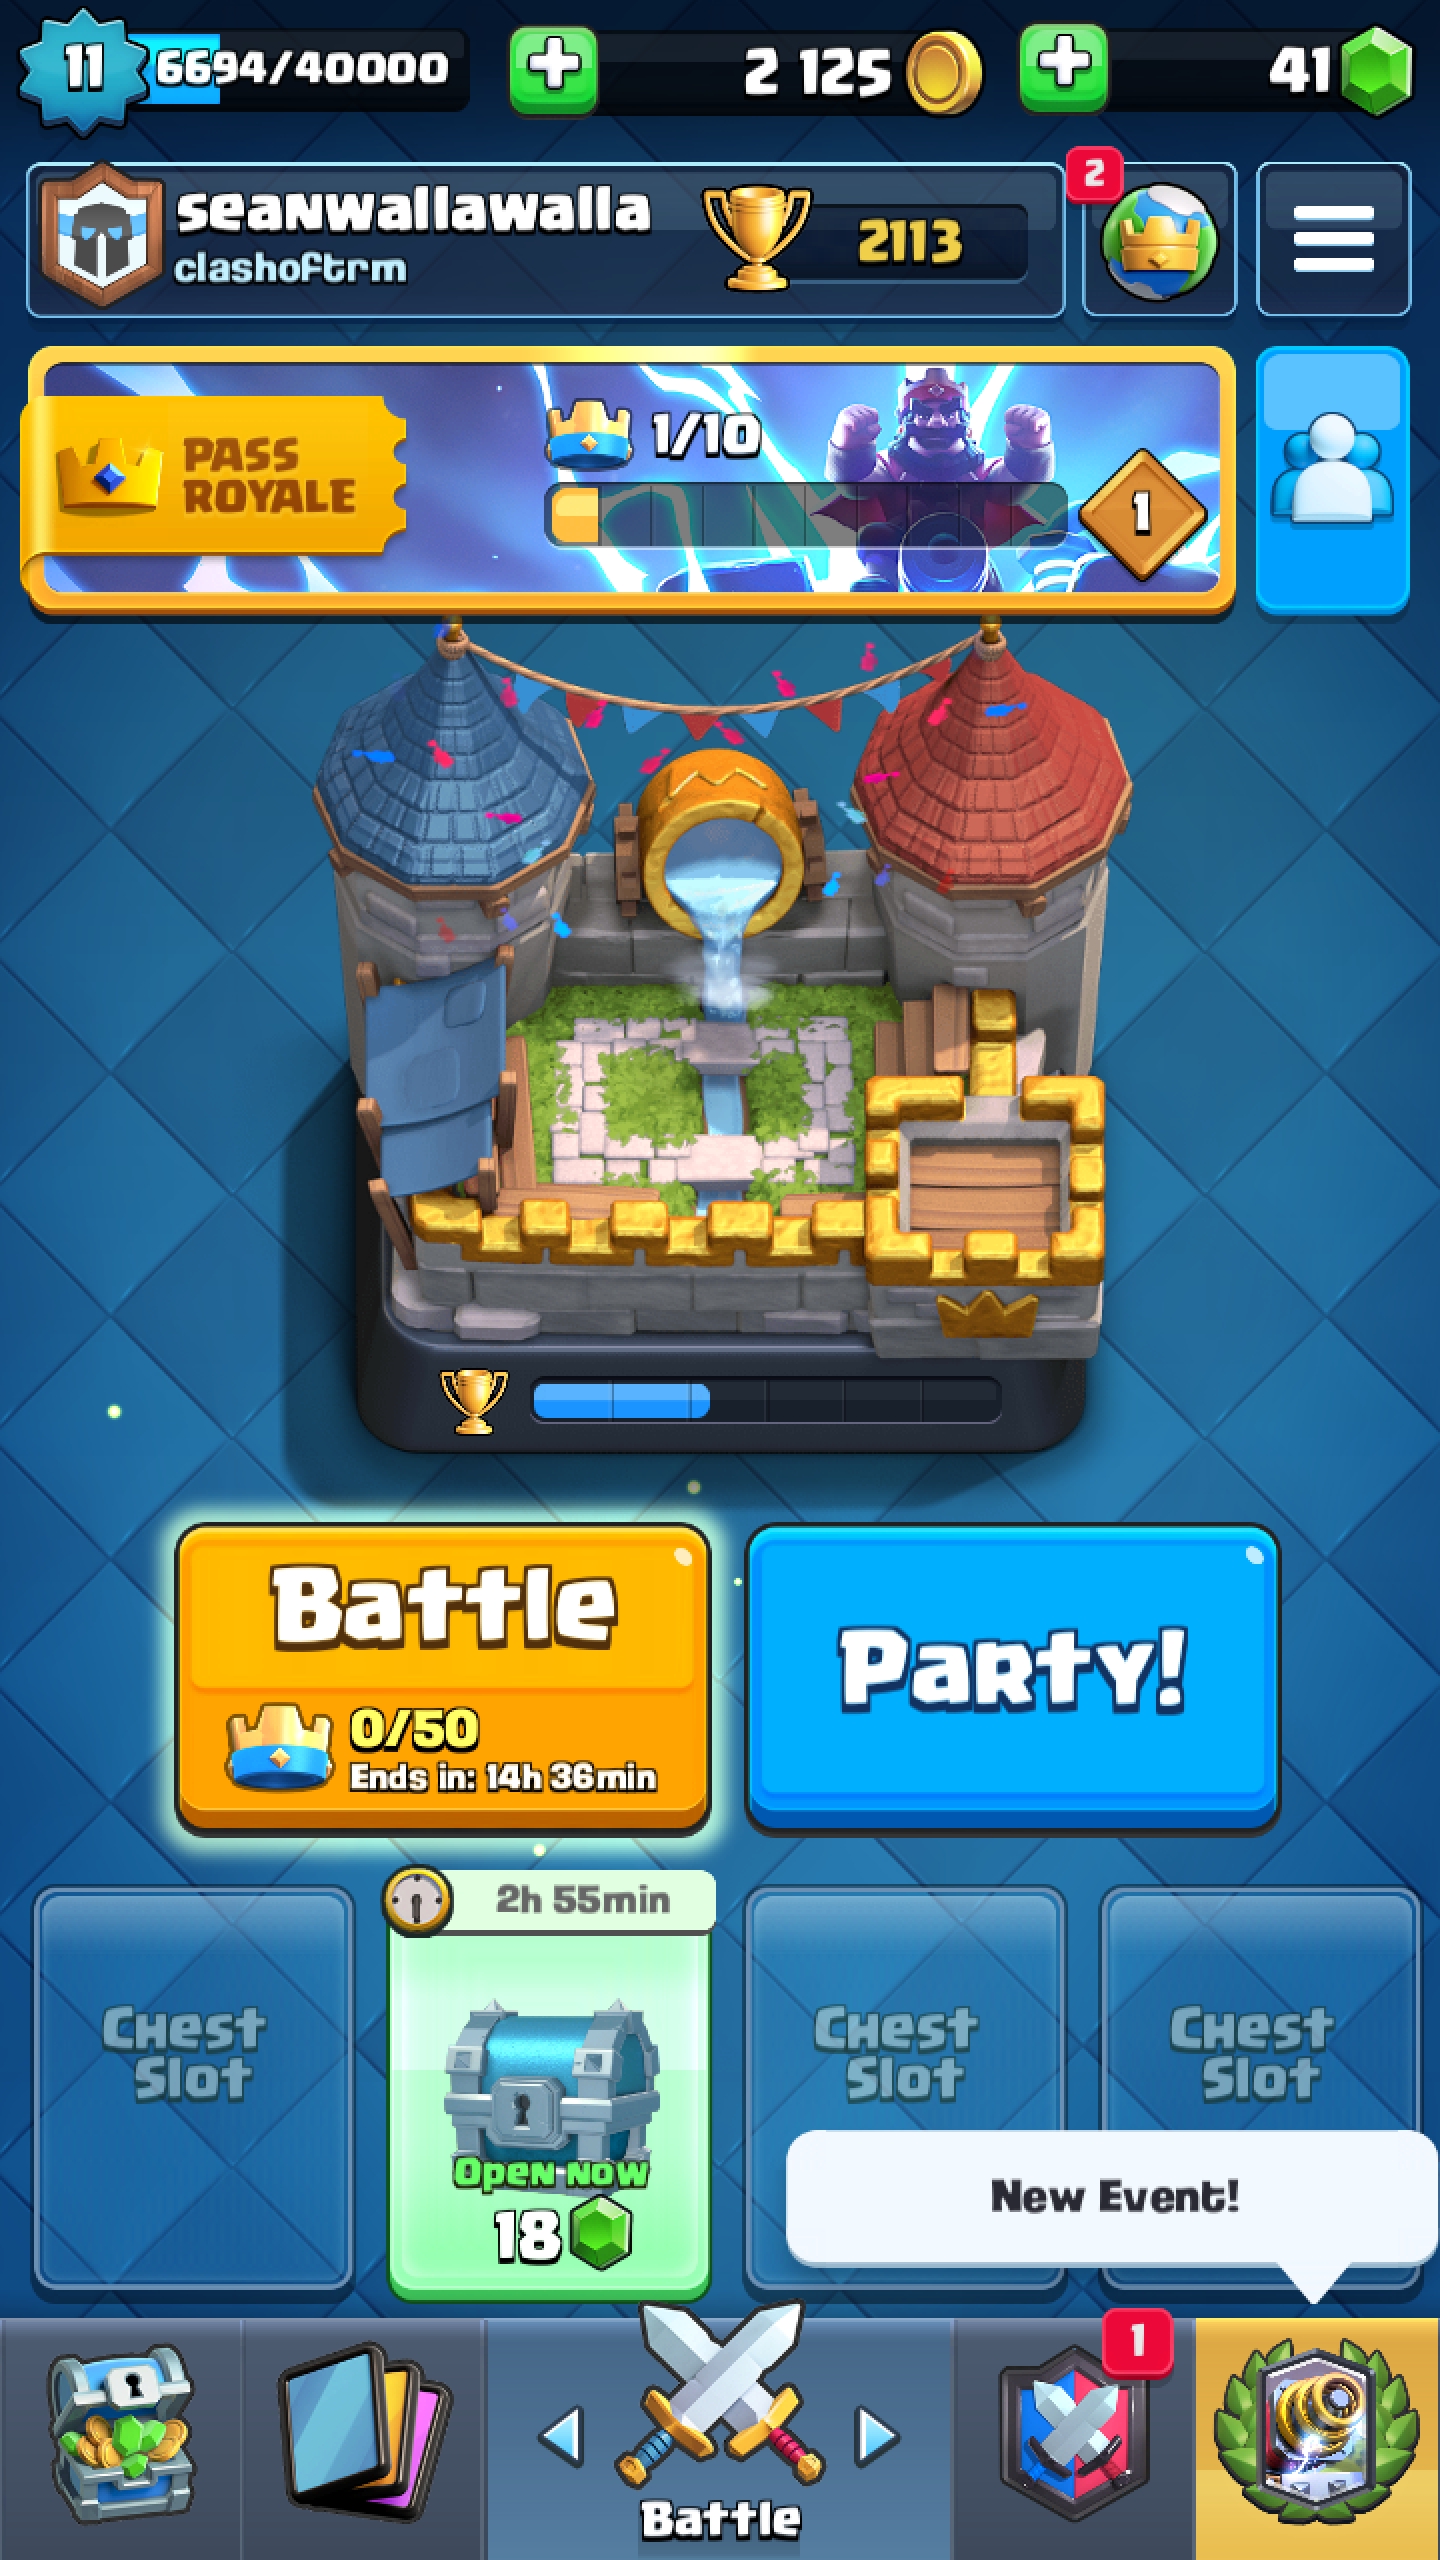 11
6694/40000
2 125
41
seanwallawalla
clashoftrm
2113
2
PASS
ROYALE
1/10
1
Battle
0/50
Ends in: 14h 36min
Party!
2h 55min
Chest
Slot
Open now
18
Chest
Slot
Chest
Slot
New Event!
1
Battle